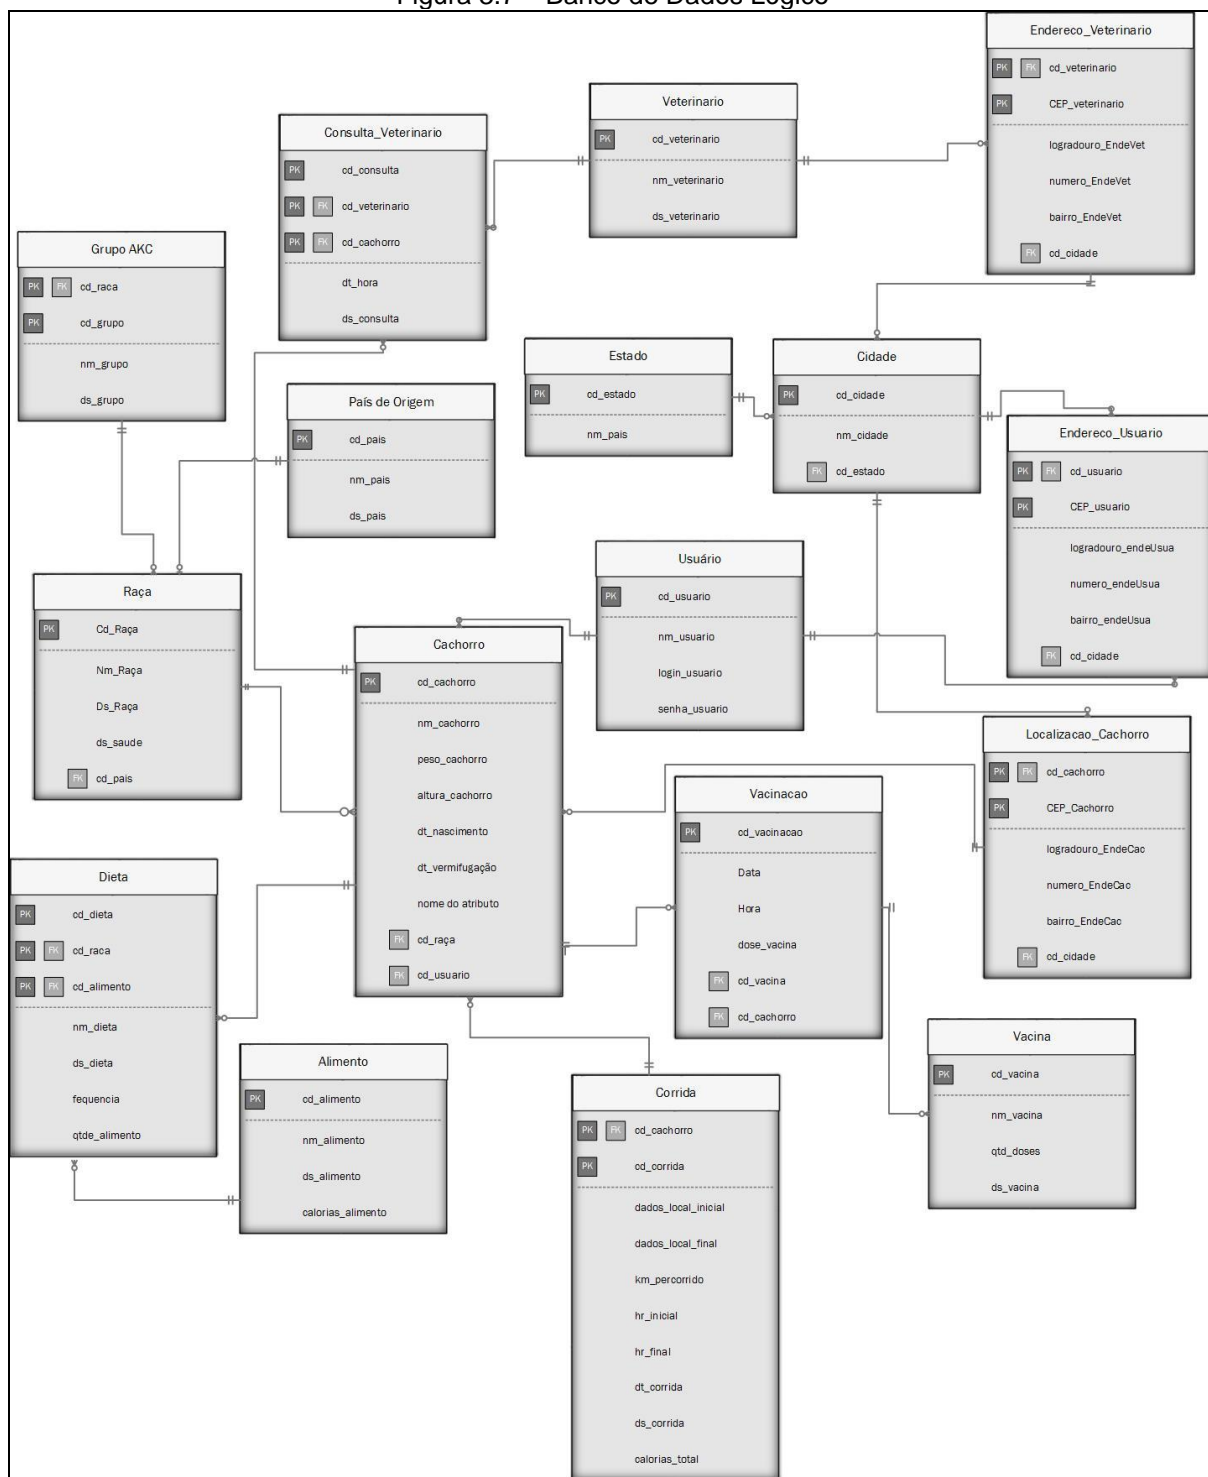 Figura 3.7 – Banco de Dados Lógico
Endereco_Veterinario
PK FK cd_veterinario
PK CEP_veterinario
logradouro_EndeVet
numero_EndeVet
bairro_EndeVet
FK cd_cidade
Veterinario
PK cd_veterinario
nm_veterinario
ds_veterinario
Consulta_Veterinario
PK cd_consulta
PK FK cd_veterinario
PK FK cd_cachorro
dt_hora
ds_consulta
Grupo AKC
PK FK cd_raca
PK cd_grupo
nm_grupo
ds_grupo
País de Origem
PK cd_pais
nm_pais
ds_pais
Estado
PK cd_estado
nm_pais
Cidade
PK cd_cidade
nm_cidade
FK cd_estado
Endereco_Usuario
PK FK cd_usuario
PK CEP_usuario
logradouro_endeUsua
numero_endeUsua
bairro_endeUsua
FK cd_cidade
Raça
PK Cd_Raça
Nm_Raça
Ds_Raça
ds_saude
FK cd_pais
Cachorro
PK cd_cachorro
nm_cachorro
peso_cachorro
altura_cachorro
dt_nascimento
dt_vermifugação
nome do atributo
FK cd_raça
FK cd_usuario
Usuário
PK cd_usuario
nm_usuario
login_usuario
senha_usuario
Localizacao_Cachorro
PK FK cd_cachorro
PK CEP_Cachorro
logradouro_EndeCac
numero_EndeCac
bairro_EndeCac
FK cd_cidade
Vacinacao
PK cd_vacinacao
Data
Hora
dose_vacina
FK cd_vacina
FK cd_cachorro
Dieta
PK cd_dieta
PK FK cd_raca
PK FK cd_alimento
nm_dieta
ds_dieta
fequencia
qtde_alimento
Alimento
PK cd_alimento
nm_alimento
ds_alimento
calorias_alimento
Vacina
PK cd_vacina
nm_vacina
qtd_doses
ds_vacina
Corrida
PK FK cd_cachorro
PK cd_corrida
dados_local_inicial
dados_local_final
km_percorrido
hr_inicial
hr_final
dt_corrida
ds_corrida
calorias_total